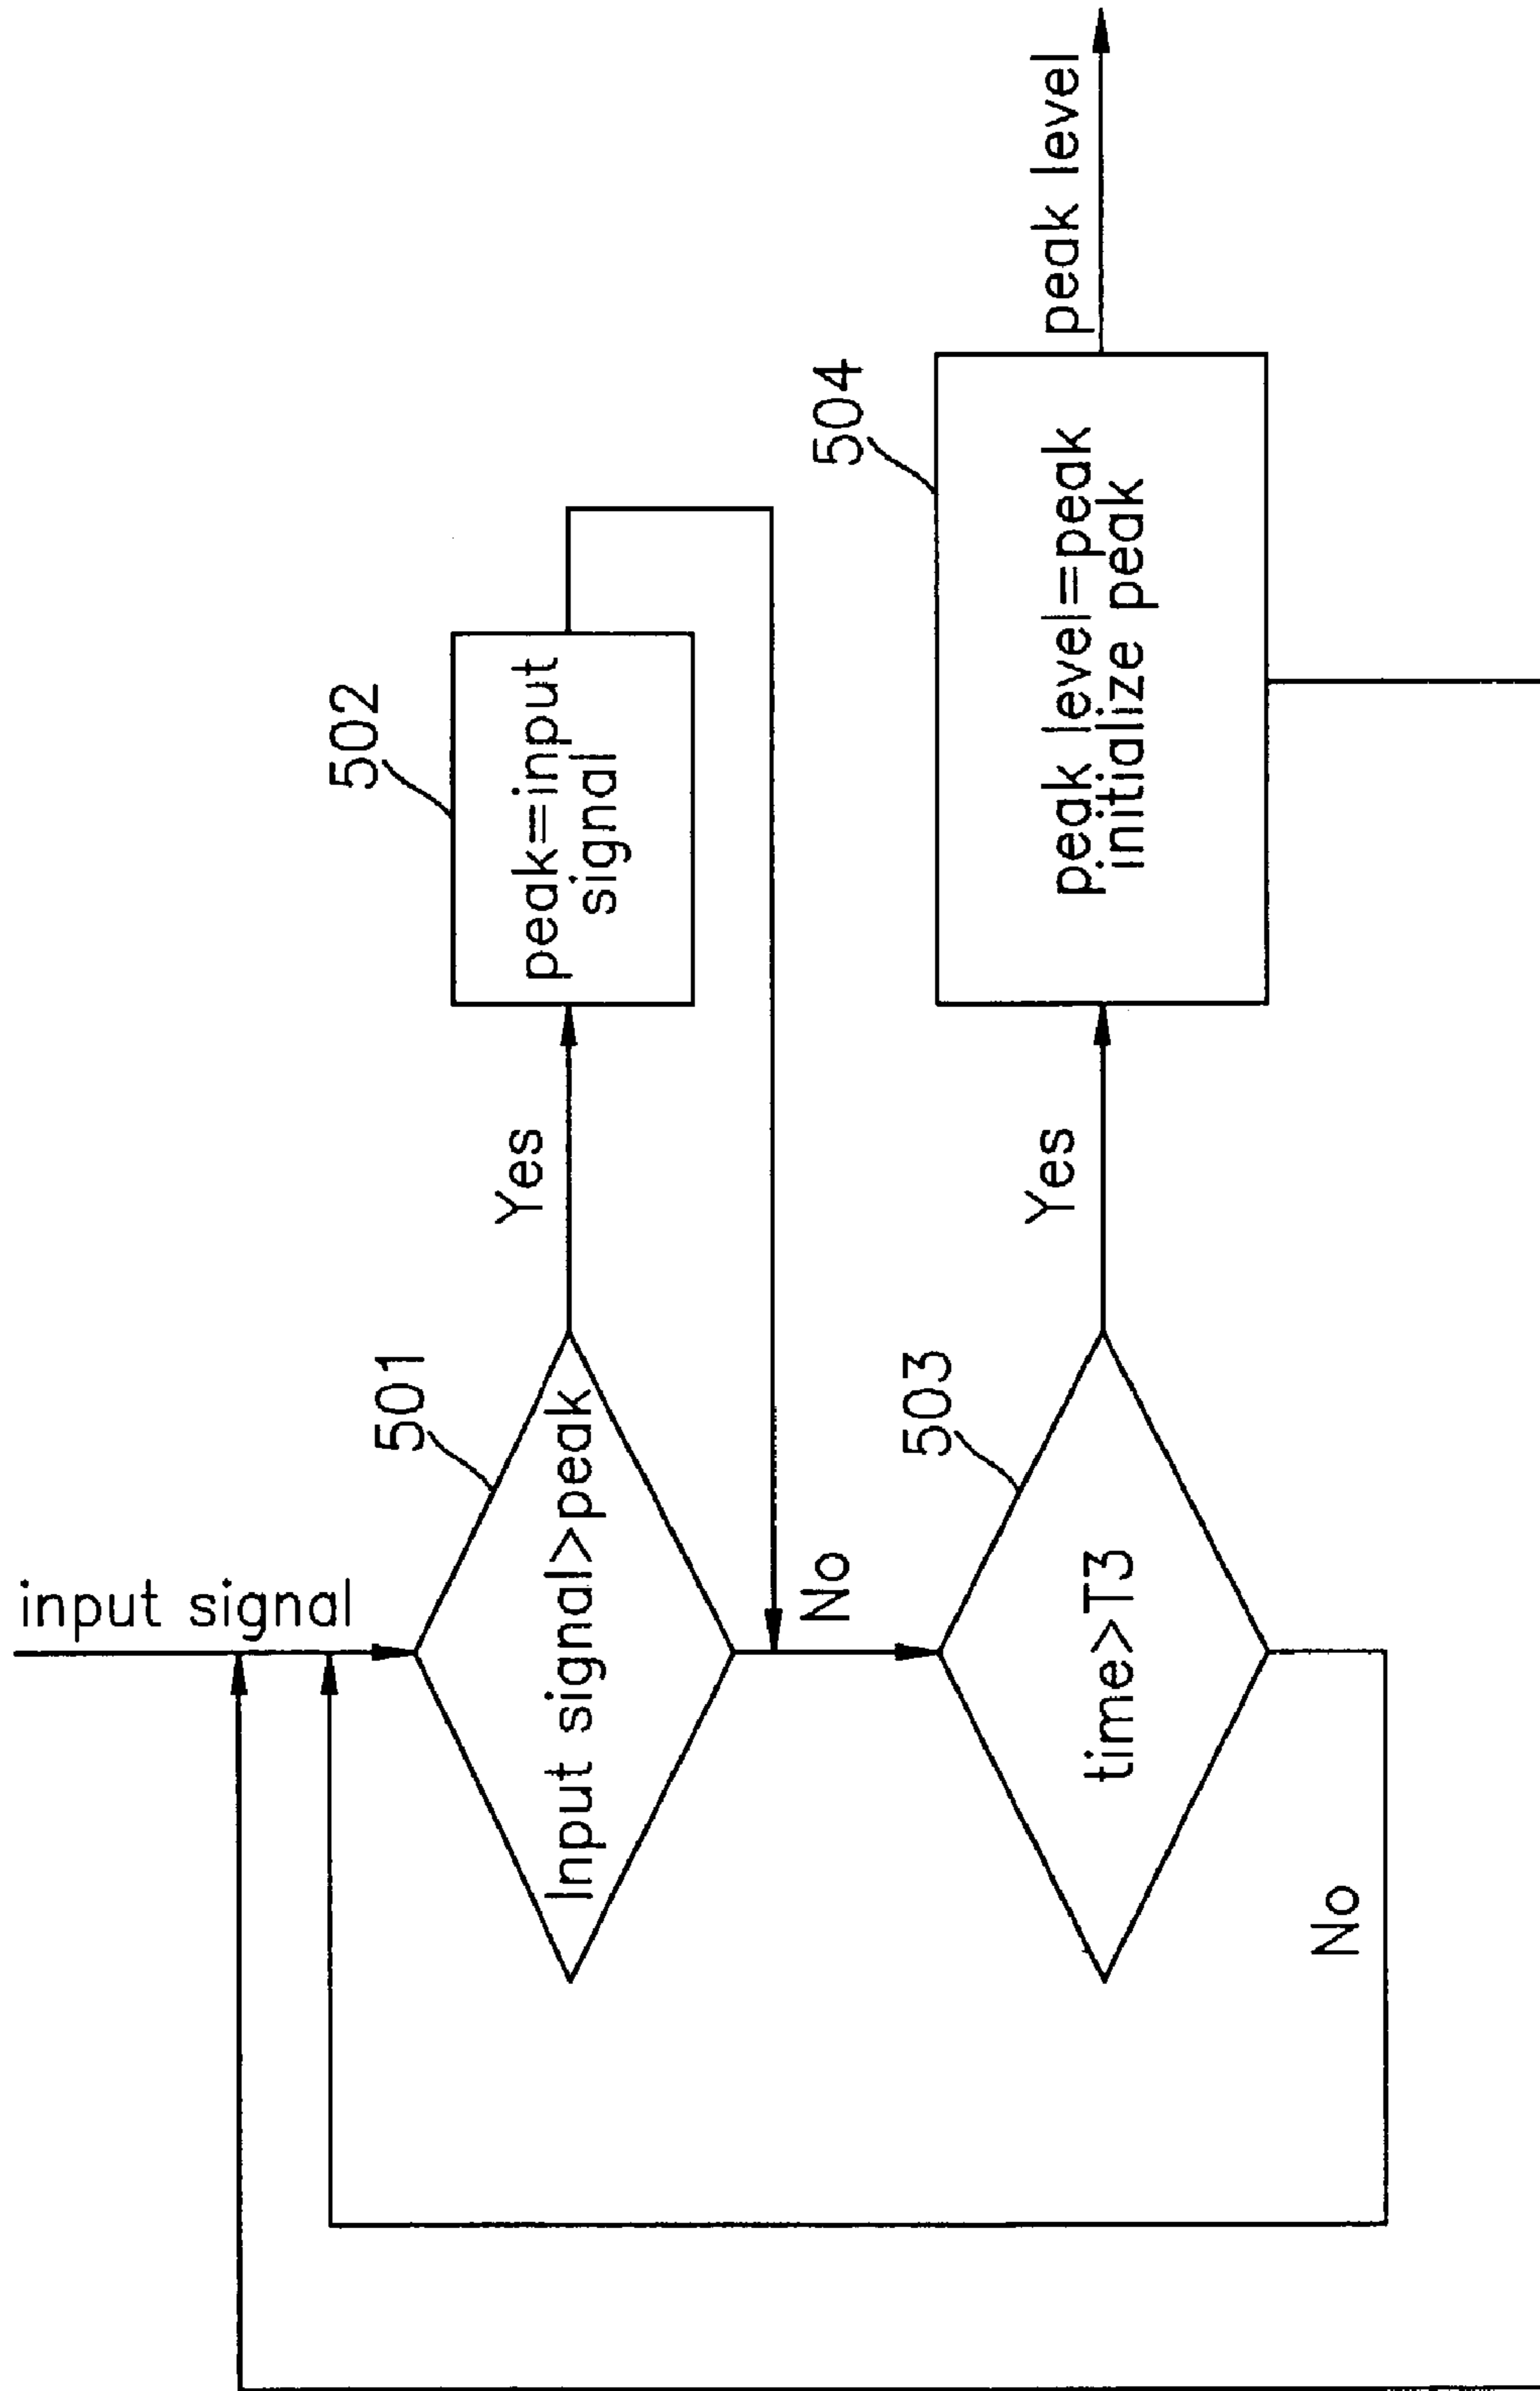 input signal
501
Input signal>peak
Yes
502
peak=input
signal
No
503
time>T3
Yes
504
peak level=peak
initialize peak
peak level
No